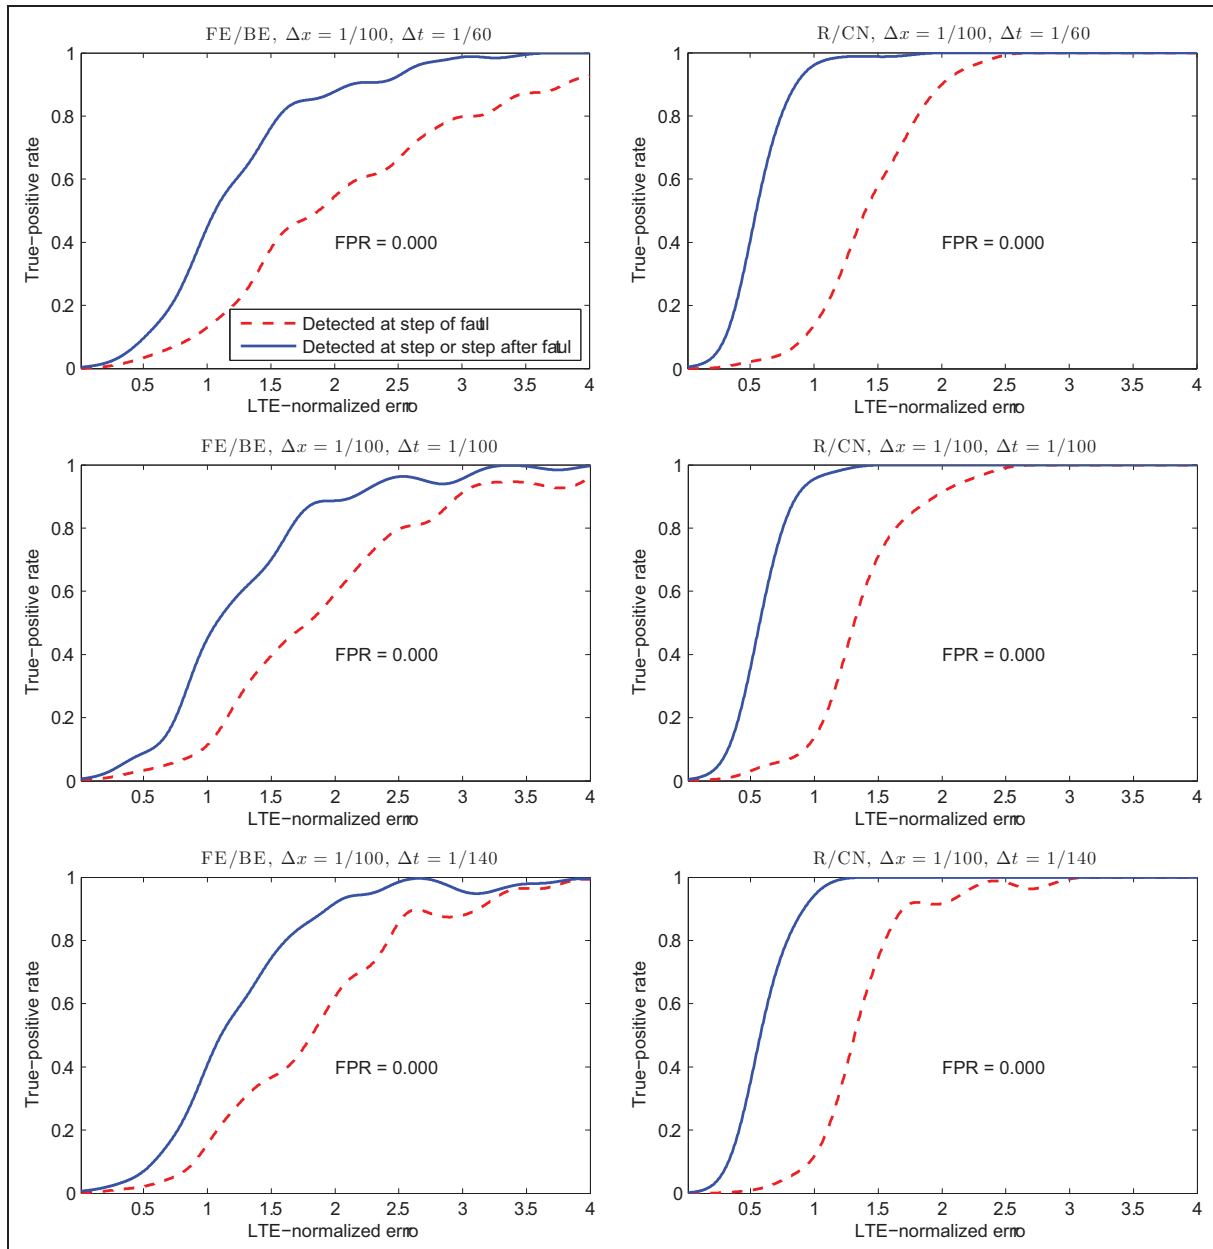 FE/BE, Δx = 1/100, Δt = 1/60
1
0.8
0.6
0.4
0.2
0
True−positive rate
FPR = 0.000
Detected at step of fault
Detected at step or step after fault
0.5 1 1.5 2 2.5 3 3.5 4
LTE−normalized error
R/CN, Δx = 1/100, Δt = 1/60
1
0.8
0.6
0.4
0.2
0
True−positive rate
FPR = 0.000
0.5 1 1.5 2 2.5 3 3.5 4
LTE−normalized error
FE/BE, Δx = 1/100, Δt = 1/100
1
0.8
0.6
0.4
0.2
0
True−positive rate
FPR = 0.000
0.5 1 1.5 2 2.5 3 3.5 4
LTE−normalized error
R/CN, Δx = 1/100, Δt = 1/100
1
0.8
0.6
0.4
0.2
0
True−positive rate
FPR = 0.000
0.5 1 1.5 2 2.5 3 3.5 4
LTE−normalized error
FE/BE, Δx = 1/100, Δt = 1/140
1
0.8
0.6
0.4
0.2
0
True−positive rate
FPR = 0.000
0.5 1 1.5 2 2.5 3 3.5 4
LTE−normalized error
R/CN, Δx = 1/100, Δt = 1/140
1
0.8
0.6
0.4
0.2
0
True−positive rate
FPR = 0.000
0.5 1 1.5 2 2.5 3 3.5 4
LTE−normalized error